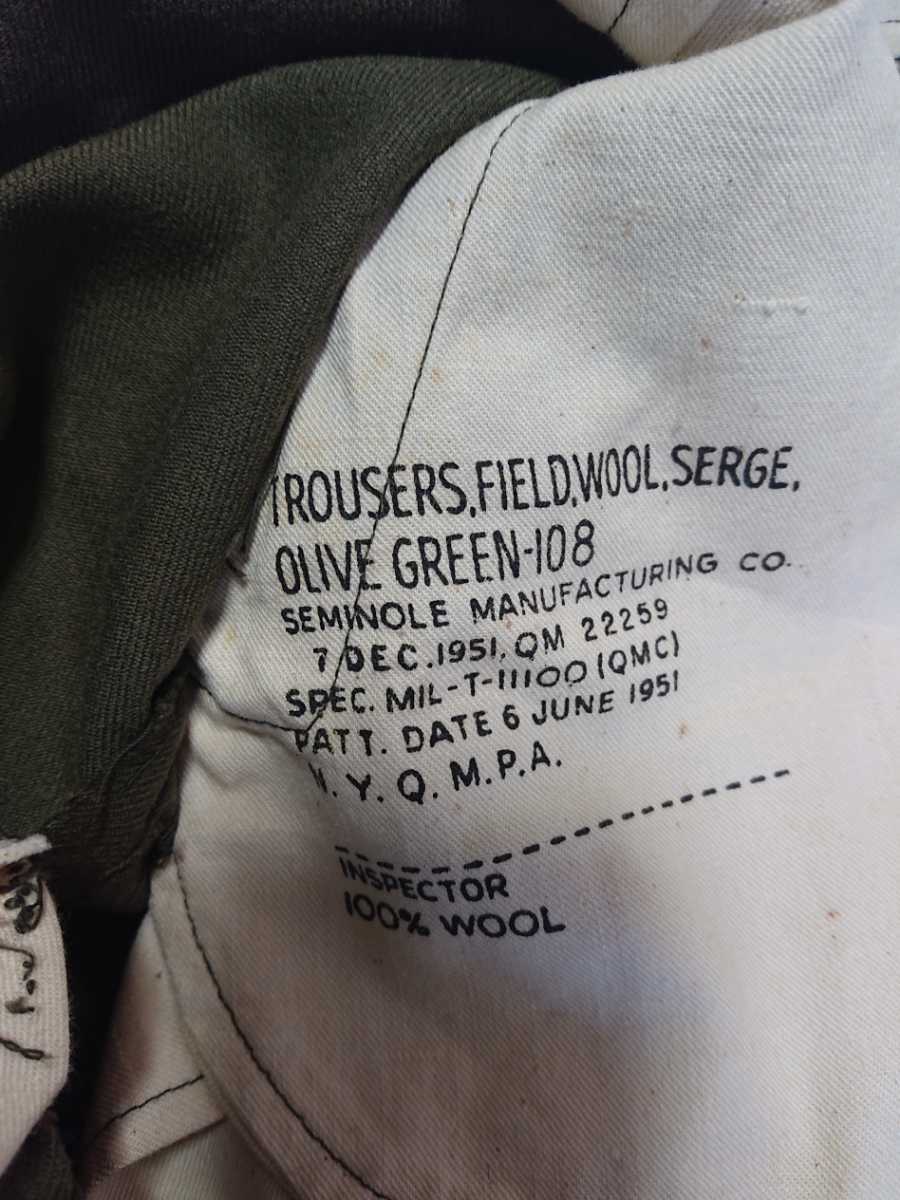 TROUSERS, FIELD, WOOL, SERGE,
OLIVE GREEN-108
SEMINOLE MANUFACTURING CO.
7 DEC. 1951, QM 22259
SPEC. MIL-T-11100 (QMC)
PATT. DATE 6 JUNE 1951
N. Y. Q. M. P. A.
INSPECTOR
100% WOOL